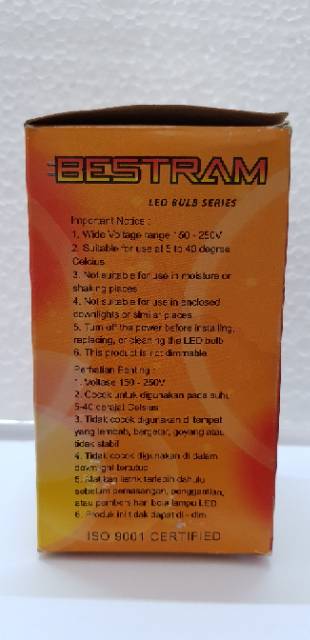 BESTRAM
LED BULB SERIES
Important Notice :
1. Wide Voltage range 150 - 250V
2. Suitable for use at 5 to 40 degree
Celcius
3. Not suitable for use in moisture or
shaking places
4. Not suitable for use in enclosed
downlights or similar places
5. Turn off the power before installing,
replacing, or cleaning the LED bulb
6. This product is not dimmable
Perhatian Penting :
1. Voltase 150 - 250V
2. Cocok untuk digunakan pada suhu
5-40 derajat Celsius
3. Tidak cocok digunakan di tempat
yang lembab, bergetar, goyang atau
tidak stabil
4. Tidak cocok digunakan di dalam
downlight tertutup
5. Matikan listrik terlebih dahulu
sebelum pemasangan, penggantian,
atau lampu LED
6. Produk ini tidak dapat di - dim
ISO 9001 CERTIFIED